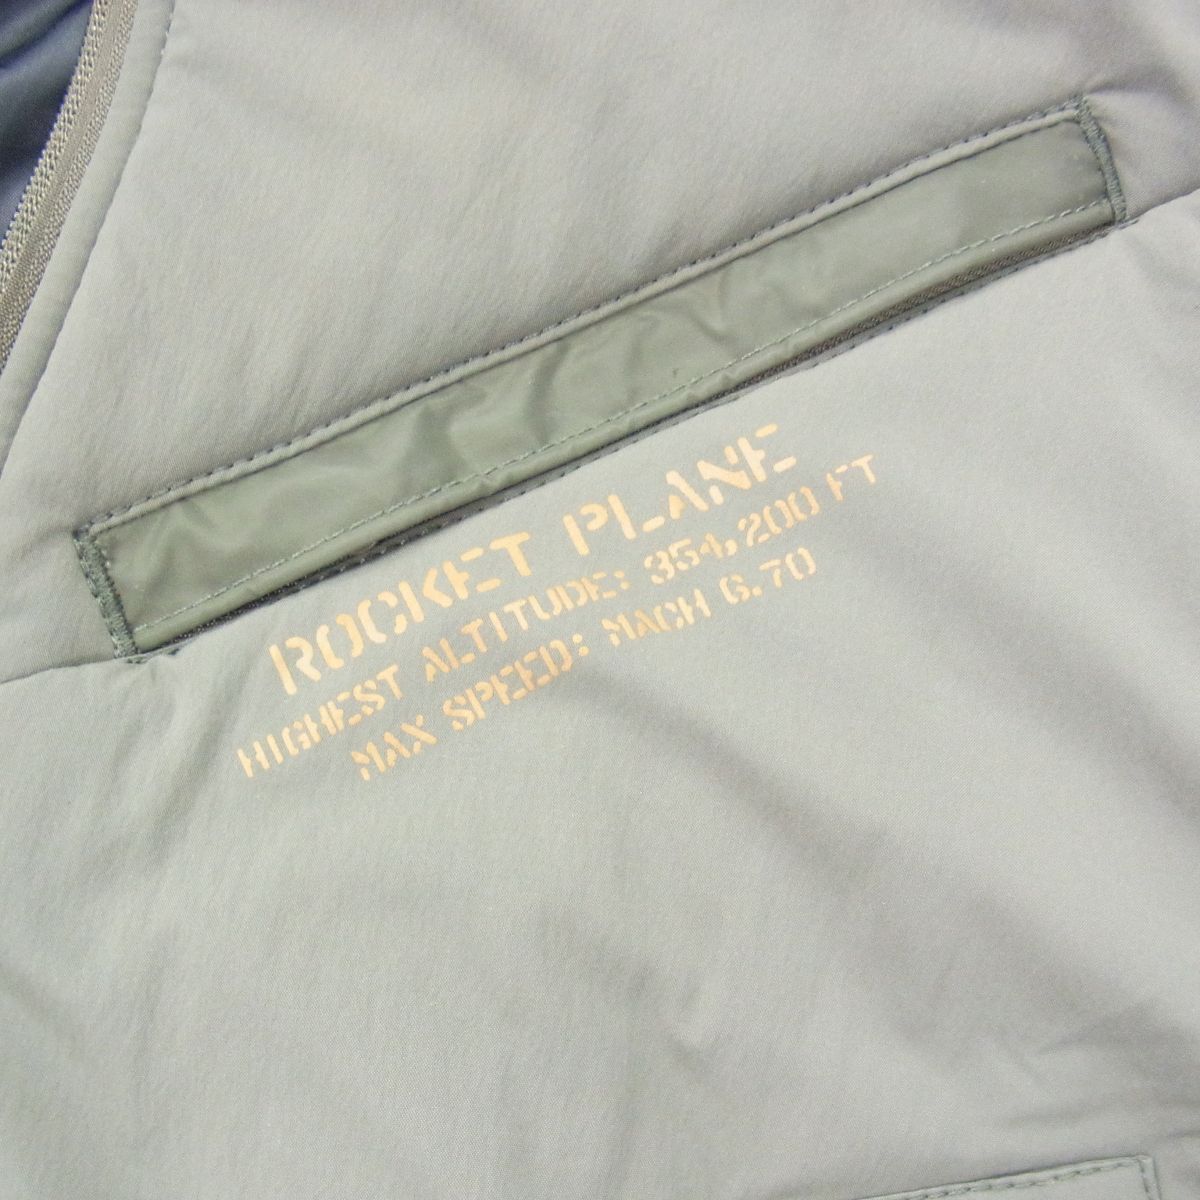 ROCKET PLANE
HIGHEST ALTITUDE: 354,200 FT
MAX SPEED: MACH 6.70